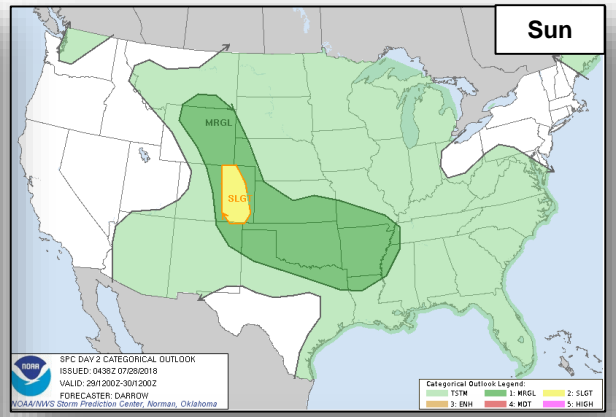 Sun
MRGL
SLG
SPC DAY 2 CATEGORICAL OUTLOOK
ISSUED: 0438Z 07/28/2018
VALID: 29/1200Z-30/1200Z
FORECASTER: DARROW
NOAA/NWS Storm Prediction Center, Norman, Oklahoma
NOAA
Categorical Outlook Legend:
TSTM 1: MRGL 2: SLGT
3: ENH 4: MDT 5: HIGH